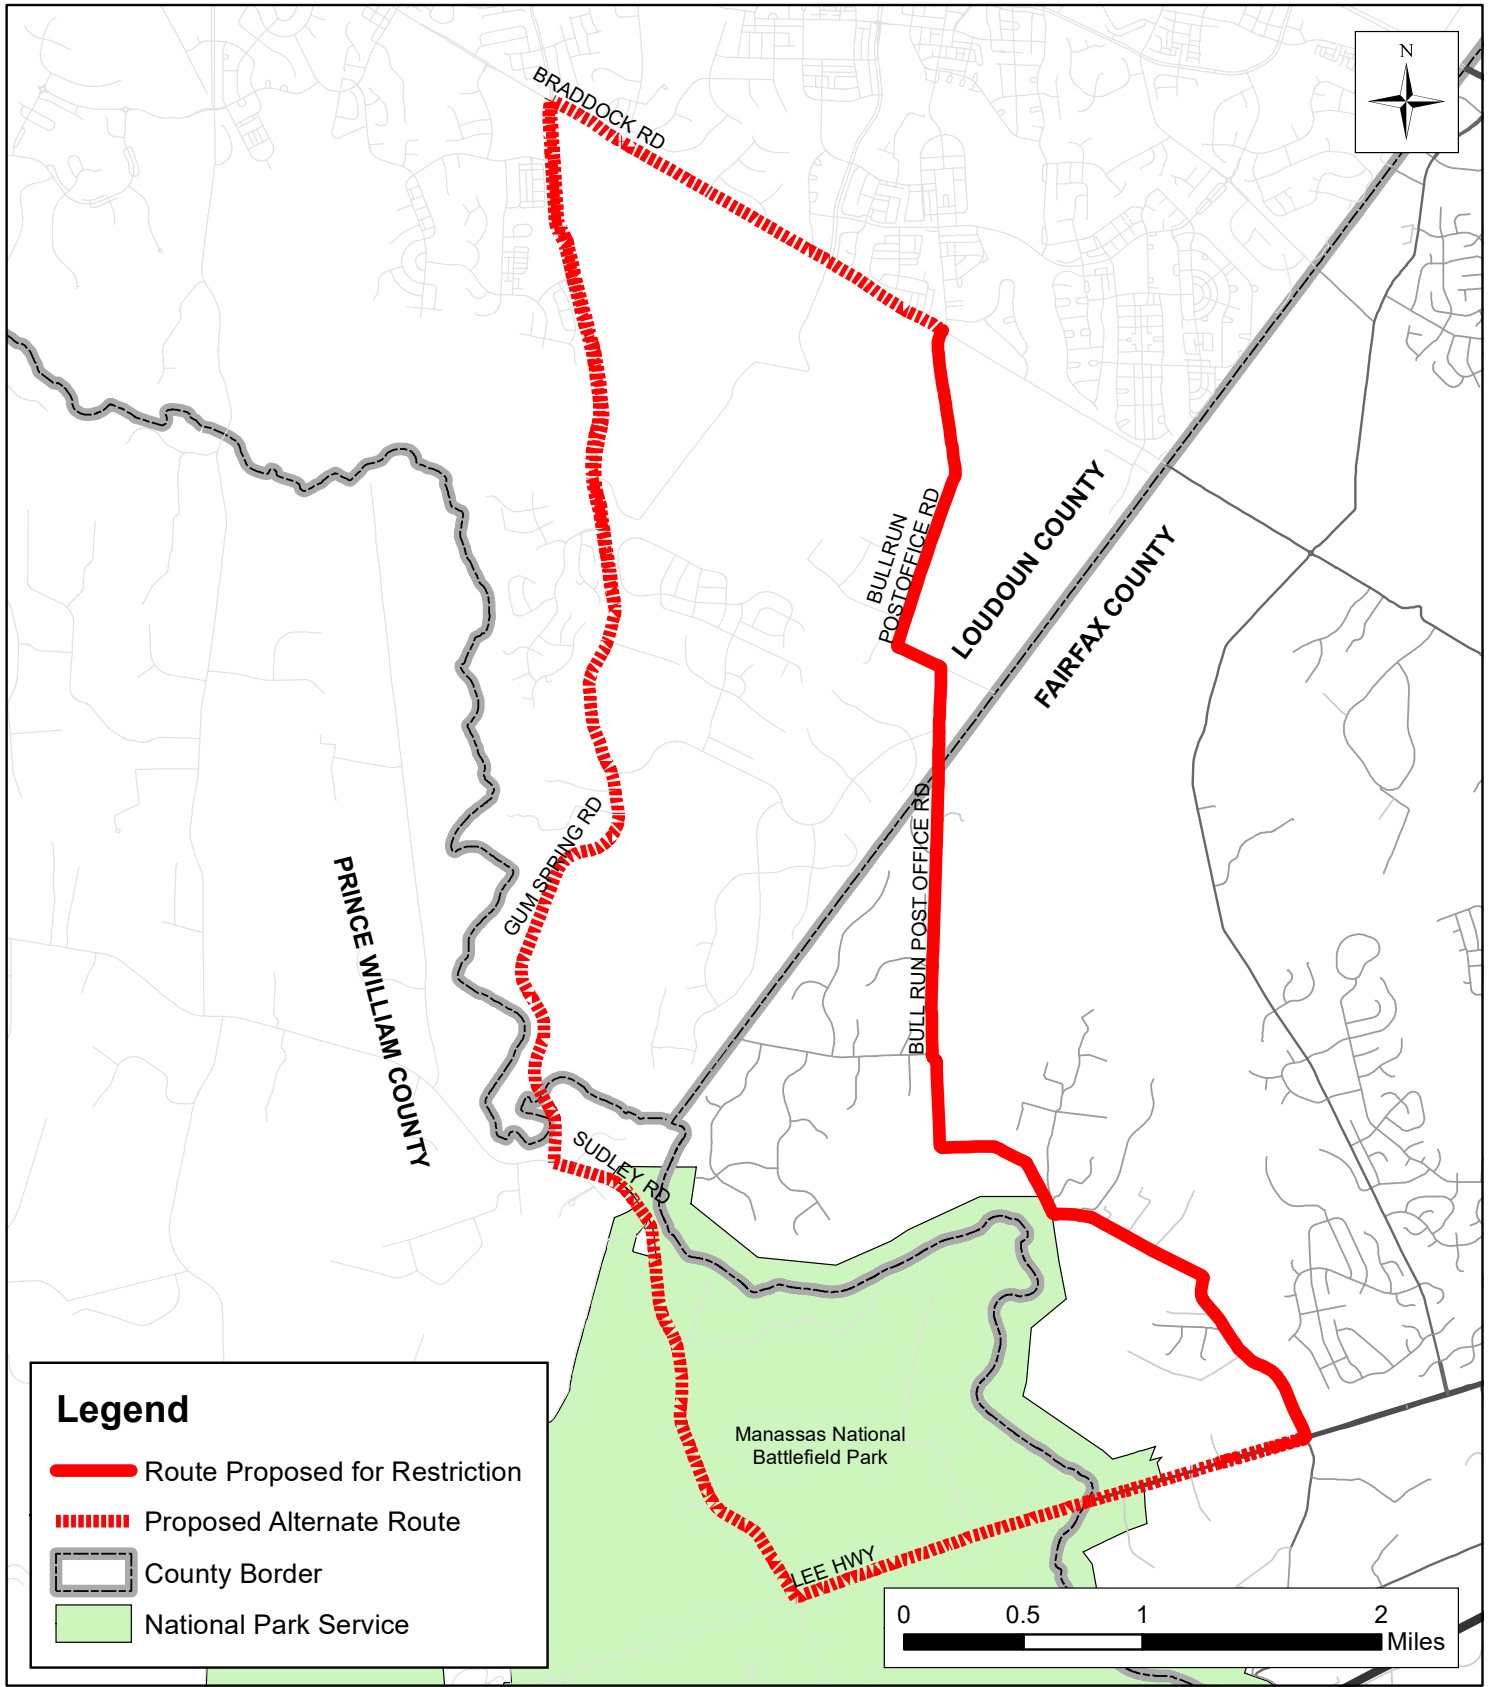 N
BRADDOCK RD
BULLRUN
POSTOFFICE RD
LOUDOUN COUNTY
FAIRFAX COUNTY
BULL RUN POST OFFICE RD
GUM SPRING RD
PRINCE WILLIAM COUNTY
SUDLEY RD
Manassas National
Battlefield Park
LEE HWY
Legend
Route Proposed for Restriction
Proposed Alternate Route
County Border
National Park Service
0 0.5 1 2
Miles